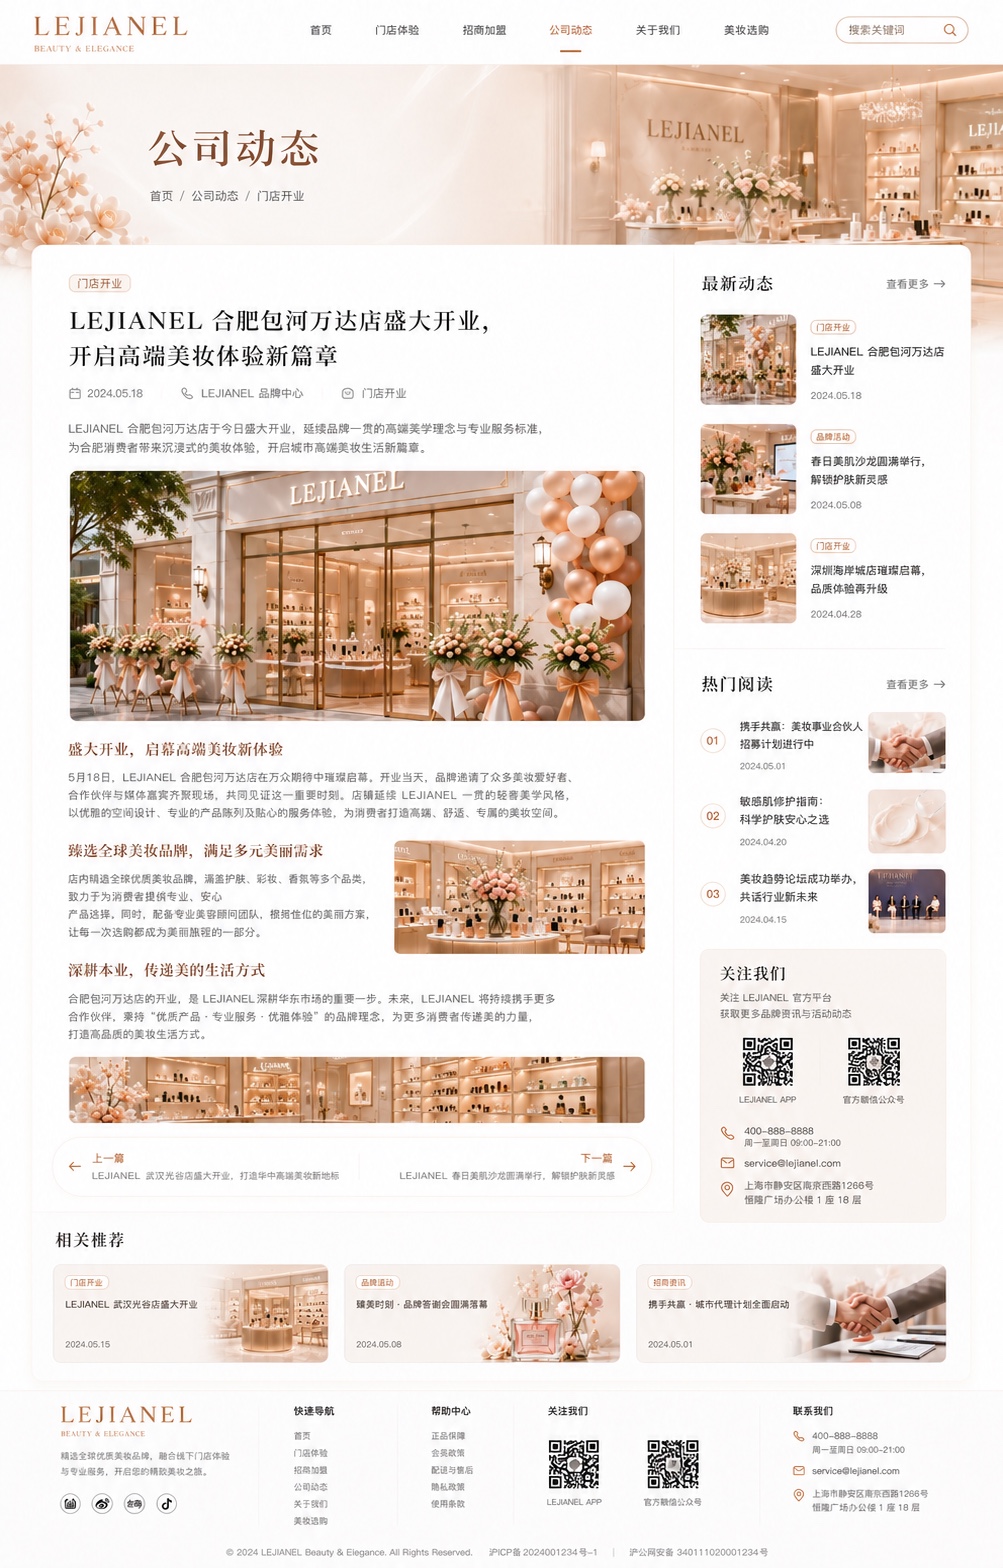 LEJIANEL
BEAUTY & ELEGANCE
首页
门店体验
招商加盟
公司动态
关于我们
美妆选购
搜索关键词
公司动态
首页 / 公司动态 / 门店开业
LEJIANEL
门店开业
LEJIANEL 合肥包河万达店盛大开业,
开启高端美妆体验新篇章
2024.05.18
LEJIANEL 品牌中心
门店开业
LEJIANEL 合肥包河万达店于今日盛大开业，延续品牌一贯的高端美学理念与专业服务标准，
为合肥消费者带来沉浸式的美妆体验，开启城市高端美妆生活新篇章。
LEJIANEL
盛大开业，启幕高端美妆新体验
5月18日，LEJIANEL 合肥包河万达店在万众期待中璀璨启幕。开业当天，品牌邀请了众多美妆爱好者、
合作伙伴与媒体嘉宾齐聚现场，共同见证这一重要时刻。店铺延续 LEJIANEL 一贯的轻奢美学风格，
以优雅的空间设计、专业的产品陈列及贴心的服务体验，为消费者打造高端、舒适、专属的美妆空间。
臻选全球美妆品牌，满足多元美丽需求
店内精选全球优质美妆品牌，涵盖护肤、彩妆、香氛等多个品类，
致力于为消费者提供专业、安心
产品选择，同时，配备专业美容顾问团队，根据佳化的美丽方案，
让每一次选购都成为美丽旅程的一部分。
深耕本业，传递美的生活方式
合肥包河万达店的开业，是 LEJIANEL 深耕华东市场的重要一步。未来，LEJIANEL 将持续携手更多
合作伙伴，秉持“优质产品 · 专业服务 · 优雅体验”的品牌理念，为更多消费者传递美的力量，
打造高品质的美妆生活方式。
上一篇
LEJIANEL 武汉光谷店盛大开业，打造华中高端美妆新地标
下一篇
LEJIANEL 春日美肌沙龙圆满举行，解锁护肤新灵感
最新动态
查看更多
门店开业
LEJIANEL 合肥包河万达店
盛大开业
2024.05.18
品牌活动
春日美肌沙龙圆满举行，
解锁护肤新灵感
2024.05.08
门店开业
深圳海岸城店璀璨启幕，
品质体验再升级
2024.04.28
热门阅读
查看更多
01
携手共赢：美妆事业合伙人
招募计划进行中
2024.05.01
02
敏感肌修护指南：
科学护肤安心之选
2024.04.20
03
美妆趋势论坛成功举办，
共话行业新未来
2024.04.15
关注我们
关注 LEJIANEL 官方平台
获取更多品牌资讯与活动动态
LEJIANEL APP
官方微信公众号
400-888-8888
周一至周日 09:00-21:00
service@lejianel.com
上海市静安区南京西路1266号
恒隆广场办公楼 1 座 18 层
相关推荐
门店开业
LEJIANEL 武汉光谷店盛大开业
2024.05.15
品牌活动
臻美时刻 · 品牌答谢会圆满落幕
2024.05.08
招商资讯
携手共赢 · 城市代理计划全面启动
2024.05.01
LEJIANEL
BEAUTY & ELEGANCE
精选全球优质美妆品牌，融合线下门店体验
与专业服务，开启您的精致美妆之旅。
快速导航
首页
门店体验
招商加盟
公司动态
关于我们
美妆选购
帮助中心
正品保障
会员政策
配送与售后
隐私政策
使用条款
关注我们
LEJIANEL APP
官方微信公众号
联系我们
400-888-8888
周一至周日 09:00-21:00
service@lejianel.com
上海市静安区南京西路1266号
恒隆广场办公楼 1 座 18 层
© 2024 LEJIANEL Beauty & Elegance. All Rights Reserved.
沪ICP备2024001234号-1
沪公网安备 340111020001234号